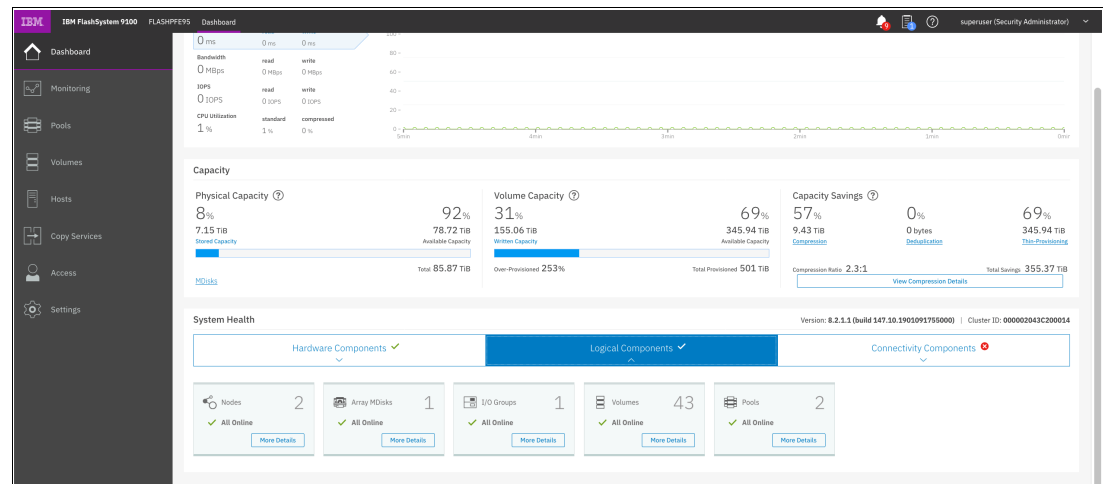 IBM IBM FlashSystem 9100 FLASHPFE95 Dashboard 9 1 superuser (Security Administrator)
Dashboard
Monitoring
Pools
Volumes
Hosts
Copy Services
Access
Settings
0 ms 0 ms 0 ms
Bandwidth read write
0 MBps 0 MBps 0 MBps
IOPS read write
0 IOPS 0 IOPS 0 IOPS
CPU Utilization standard compressed
1 % 1 % 0 %
100
80
60
40
20
0
5min 4min 3min 2min 1min 0min
Capacity
Physical Capacity
8% 92%
7.15 TiB 78.72 TiB
Stored Capacity Available Capacity
Total 85.87 TiB
MDisks
Volume Capacity
31% 69%
155.06 TiB 345.94 TiB
Written Capacity Available Capacity
Over-Provisioned 253% Total Provisioned 501 TiB
Capacity Savings
57% 0% 69%
9.43 TiB 0 bytes 345.94 TiB
Compression Deduplication Thin-Provisioning
Compression Ratio 2.3:1 Total Savings 355.37 TiB
View Compression Details
System Health Version: 8.2.1.1 (build 147.10.1901091755000) | Cluster ID: 000002043C200014
Hardware Components Logical Components Connectivity Components
Nodes 2
All Online
More Details
Array MDisks 1
All Online
More Details
I/O Groups 1
All Online
More Details
Volumes 43
All Online
More Details
Pools 2
All Online
More Details